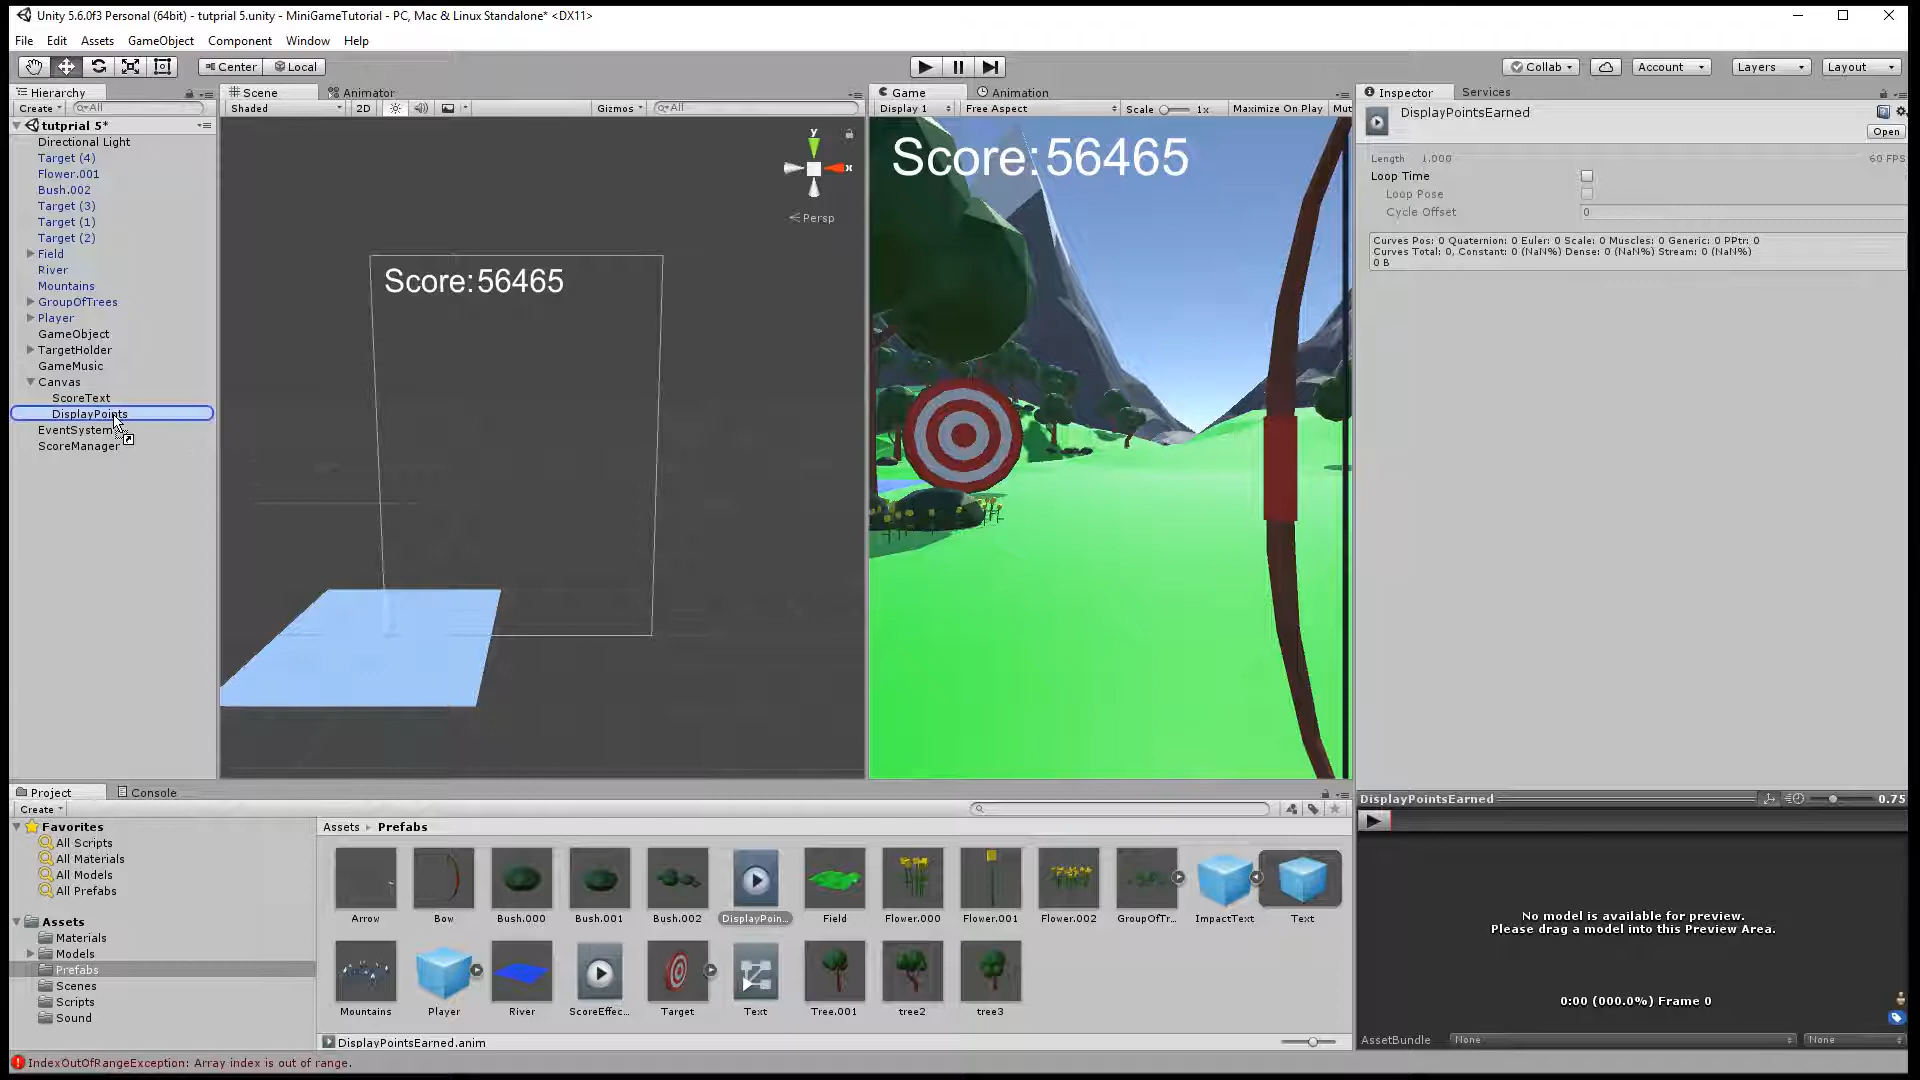 Unity 5.6.0f3 Personal (64bit) - tutprial 5.unity - MiniGameTutorial - PC, Mac & Linux Standalone* <DX11>
File Edit Assets GameObject Component Window Help
Center Local Collab Account Layers Layout
Hierarchy
Create All
tutprial 5*
Directional Light
Target (4)
Flower.001
Bush.002
Target (3)
Target (1)
Target (2)
Field
River
Mountains
GroupOfTrees
Player
GameObject
TargetHolder
GameMusic
Canvas
ScoreText
DisplayPoints
EventSystem
ScoreManager
Scene Animator
Shaded 2D Gizmos All
y
x
Persp
Score:56465
Game Animation
Display 1 Free Aspect Scale 1x Maximize On Play Mut
Score:56465
Inspector Services
DisplayPointsEarned
Open
Length 1.000 60 FPS
Loop Time
Loop Pose
Cycle Offset 0
Curves Pos: 0 Quaternion: 0 Euler: 0 Scale: 0 Muscles: 0 Generic: 0 PPtr: 0
Curves Total: 0, Constant: 0 (NaN%) Dense: 0 (NaN%) Stream: 0 (NaN%)
0 B
Project Console
Create
Favorites
All Scripts
All Materials
All Models
All Prefabs
Assets
Materials
Models
Prefabs
Scenes
Scripts
Sound
Assets Prefabs
Arrow Bow Bush.000 Bush.001 Bush.002 DisplayPoin... Field Flower.000 Flower.001 Flower.002 GroupOfTr... ImpactText Text
Mountains Player River ScoreEffec... Target Text Tree.001 tree2 tree3
DisplayPointsEarned.anim
DisplayPointsEarned 0.75
No model is available for preview.
Please drag a model into this Preview Area.
0:00 (000.0%) Frame 0
AssetBundle None None
IndexOutOfRangeException: Array index is out of range.